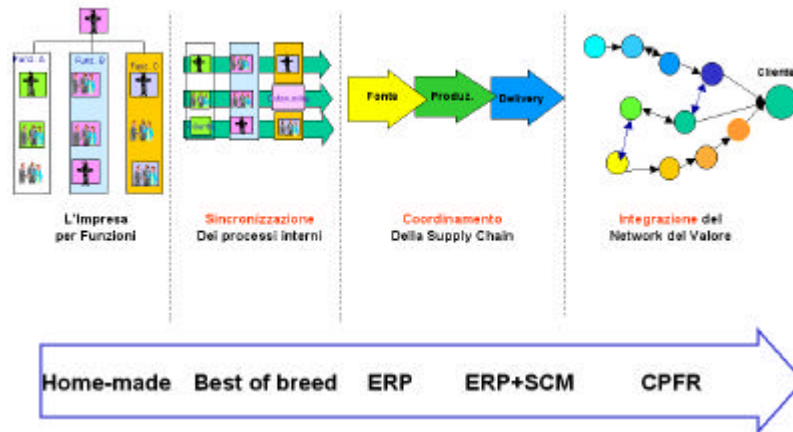 Funz. A
Funz. B
Funz. C
Fonte
Produz.
Delivery
Cliente
L'Impresa
per Funzioni
Sincronizzazione
Dei processi interni
Coordinamento
Della Supply Chain
Integrazione del
Network del Valore
Home-made
Best of breed
ERP
ERP+SCM
CPFR